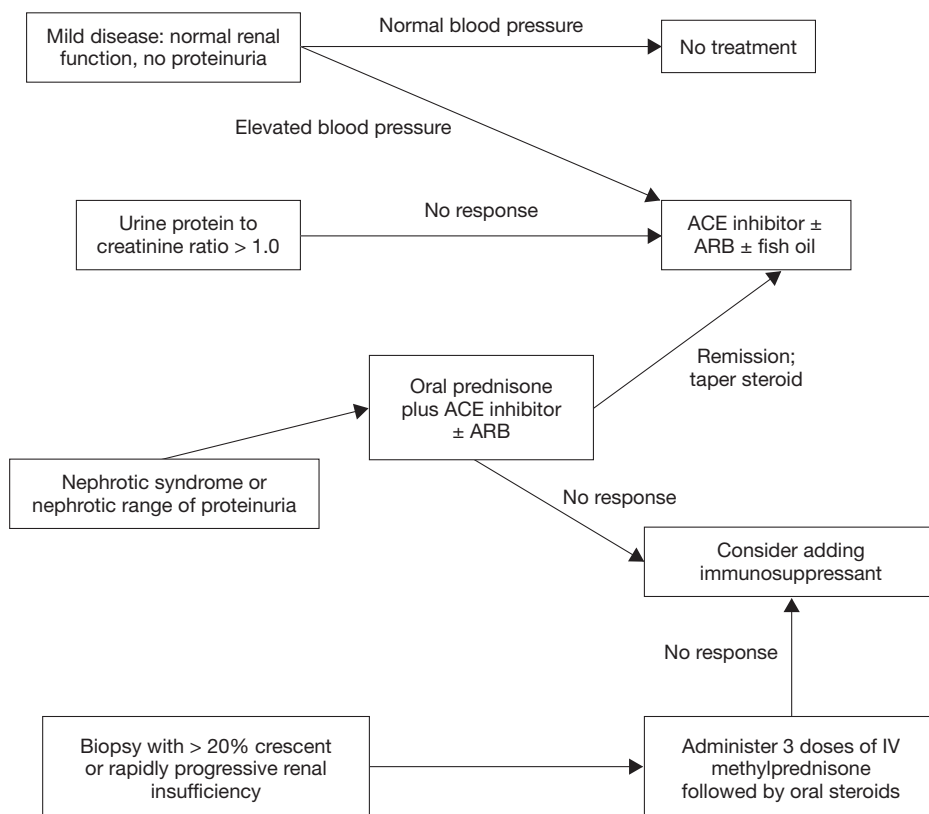 Mild disease: normal renal
function, no proteinuria
Normal blood pressure
No treatment
Elevated blood pressure
Urine protein to
creatinine ratio > 1.0
No response
ACE inhibitor ±
ARB ± fish oil
Remission;
taper steroid
Oral prednisone
plus ACE inhibitor
± ARB
Nephrotic syndrome or
nephrotic range of proteinuria
No response
Consider adding
immunosuppressant
No response
Biopsy with > 20% crescent
or rapidly progressive renal
insufficiency
Administer 3 doses of IV
methylprednisone
followed by oral steroids